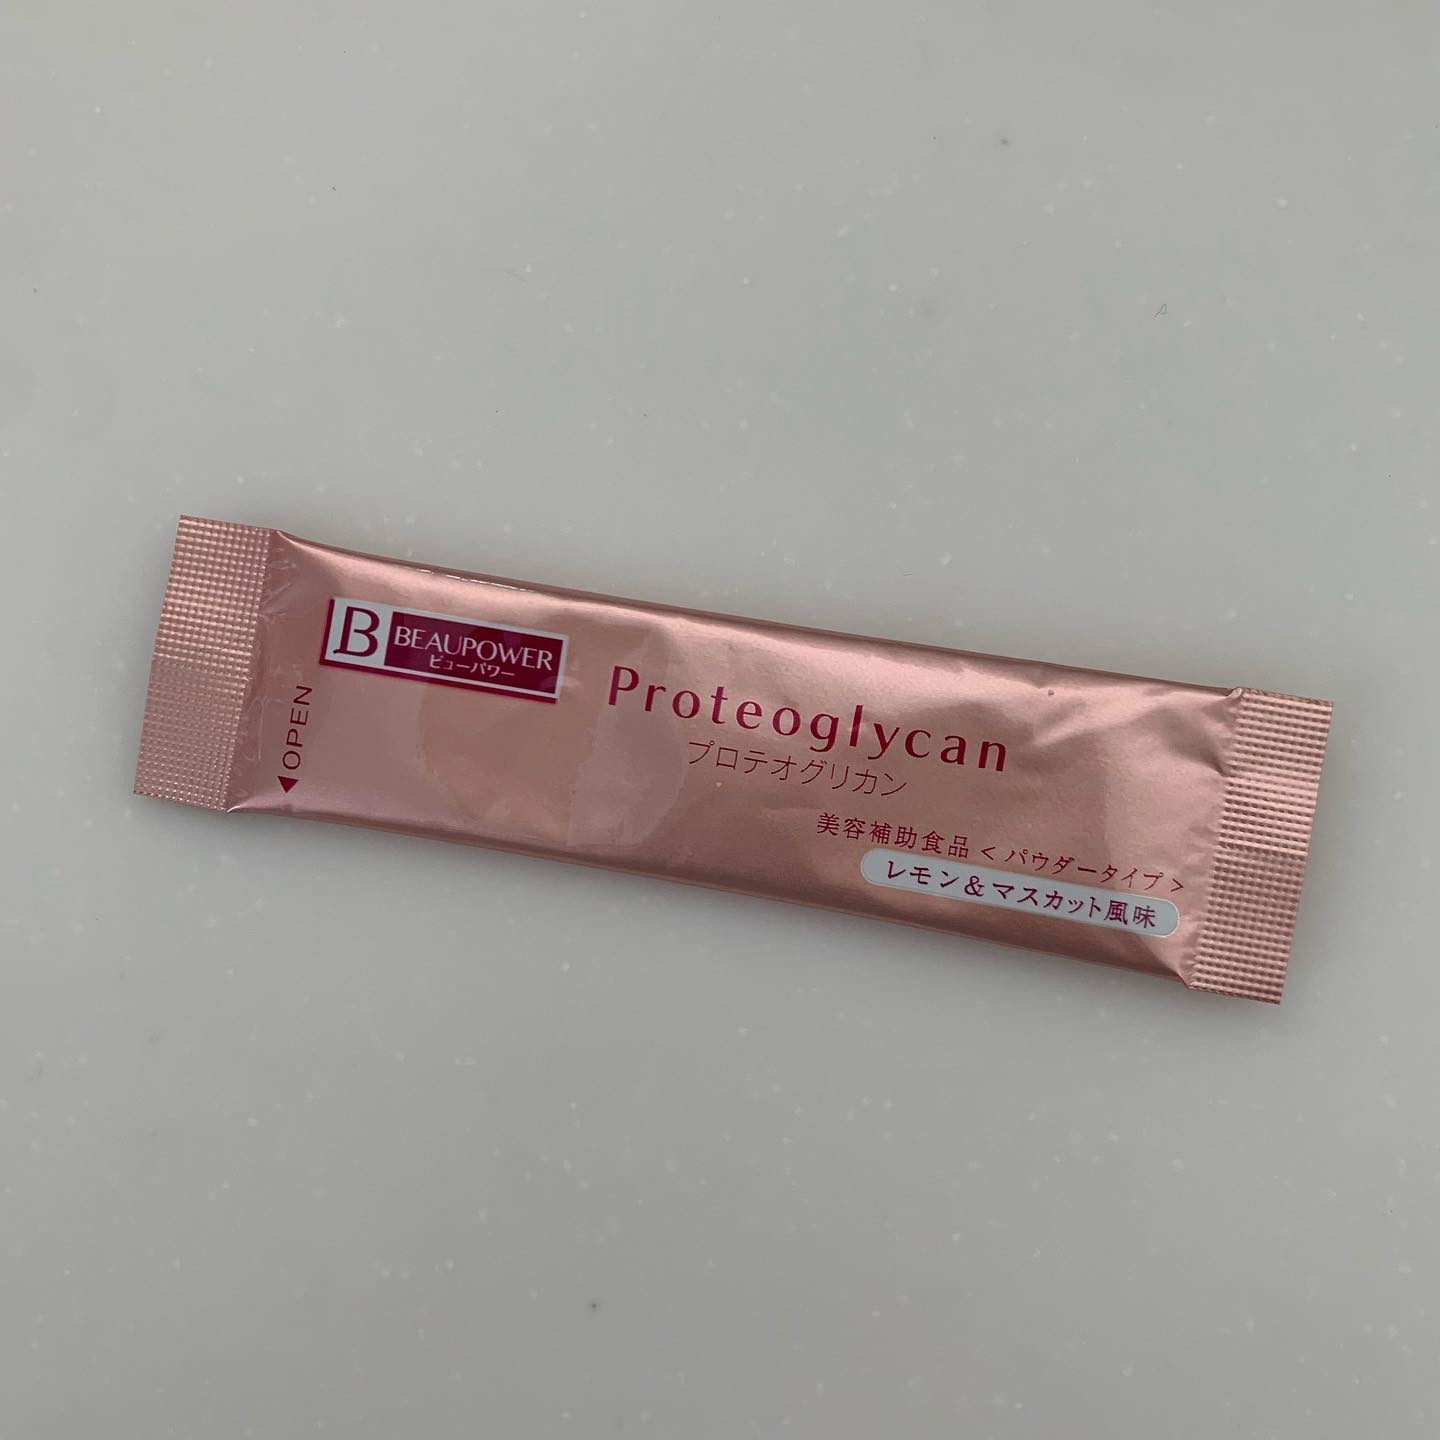 B BEAUPOWER
ビューパワー
◀OPEN
Proteoglycan
プロテオグリカン
美容補助食品<パウダータイプ>
レモン&マスカット風味